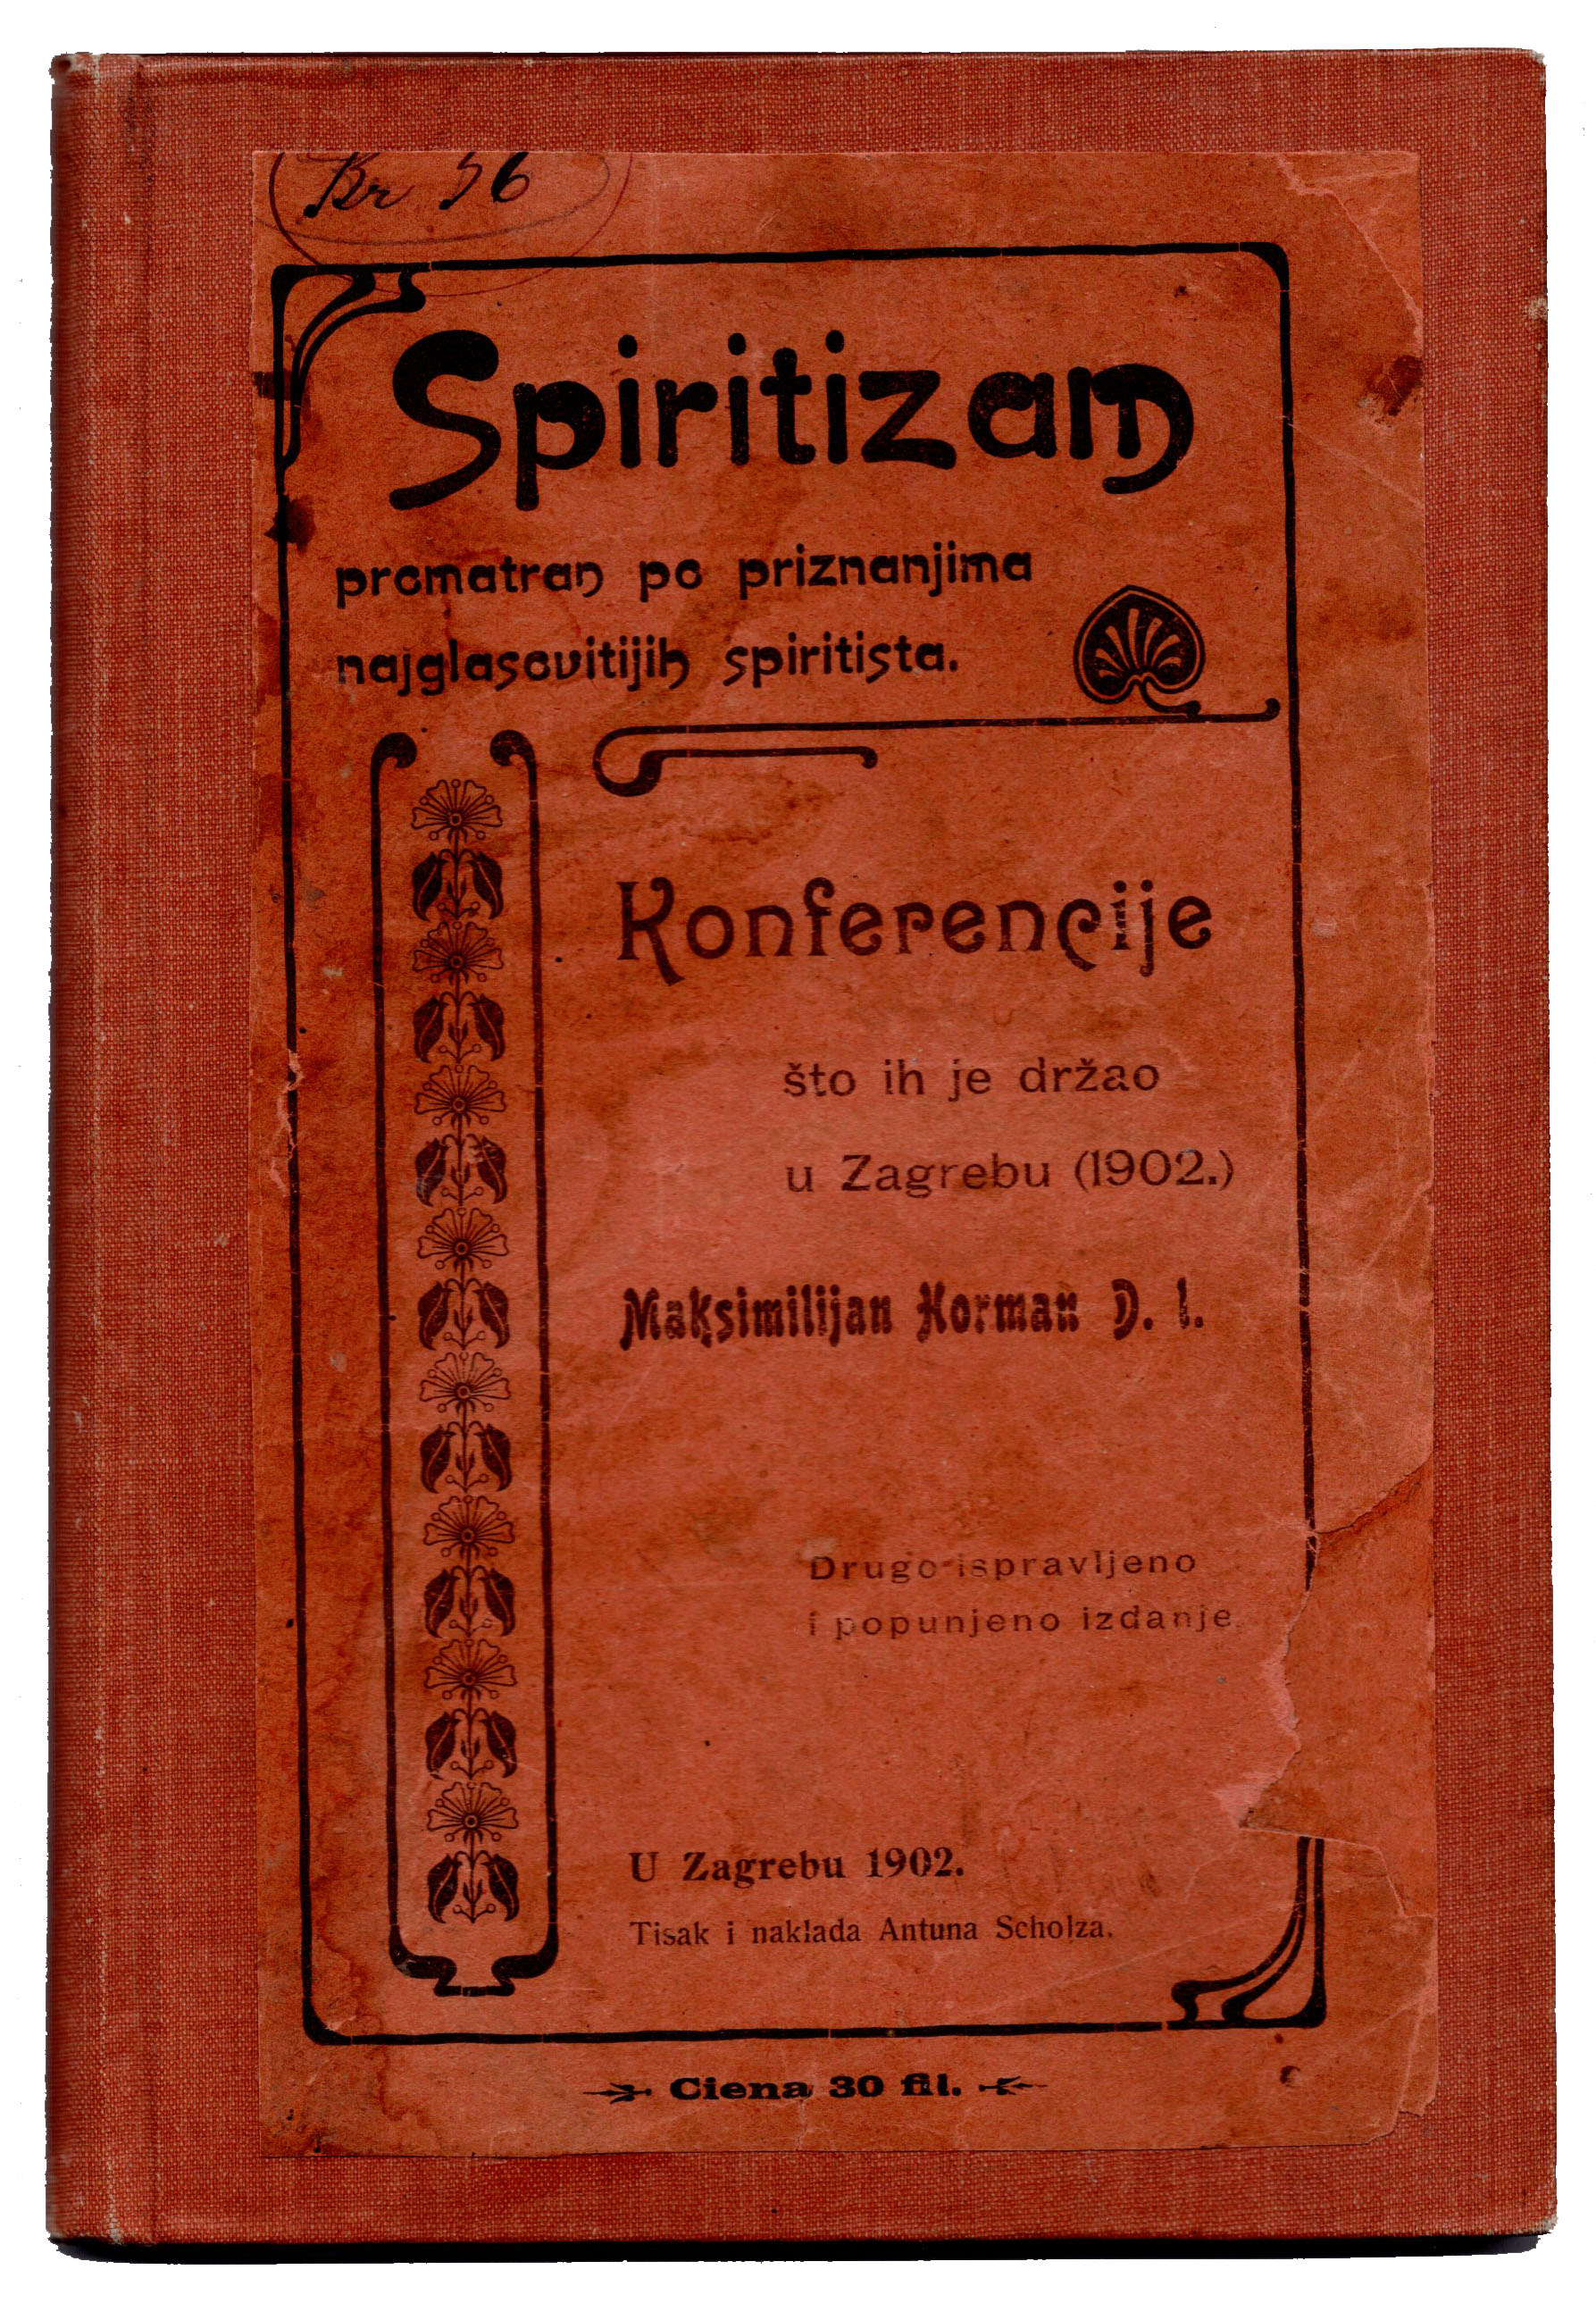 Br 56
Spiritizam
promatran po priznanjima
najglasovitijih spiritista.
Konferencije
što ih je držao
u Zagrebu (1902.)
Maksimilijan Korman D. I.
Drugo ispravljeno
i popunjeno izdanje.
U Zagrebu 1902.
Tisak i naklada Antuna Scholza.
Ciena 30 fil.